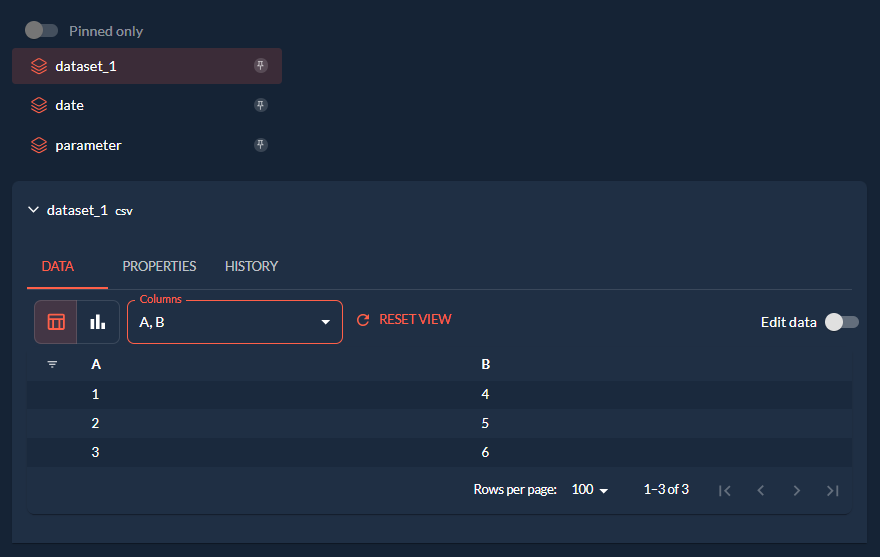 Pinned only
dataset_1
date
parameter
dataset_1 csv
DATA PROPERTIES HISTORY
Columns
A, B
RESET VIEW
Edit data
A B
1 4
2 5
3 6
Rows per page: 100 1–3 of 3